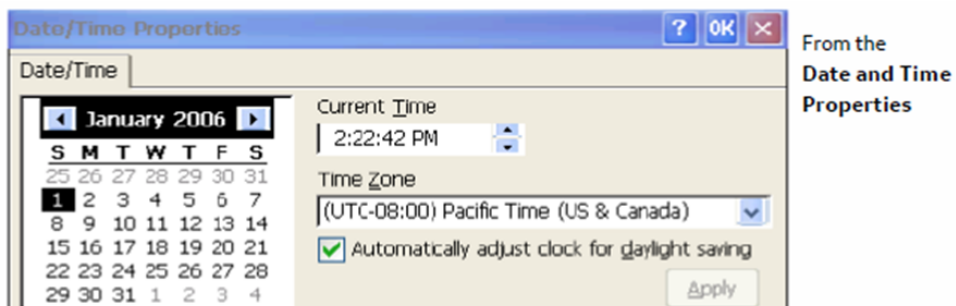 Date/Time Properties ? OK ×
Date/Time
January 2006
S M T W T F S
25 26 27 28 29 30 31
1 2 3 4 5 6 7
8 9 10 11 12 13 14
15 16 17 18 19 20 21
22 23 24 25 26 27 28
29 30 31 1 2 3 4
Current Time
2:22:42 PM
Time Zone
(UTC-08:00) Pacific Time (US & Canada)
Automatically adjust clock for daylight saving
Apply
From the
Date and Time
Properties